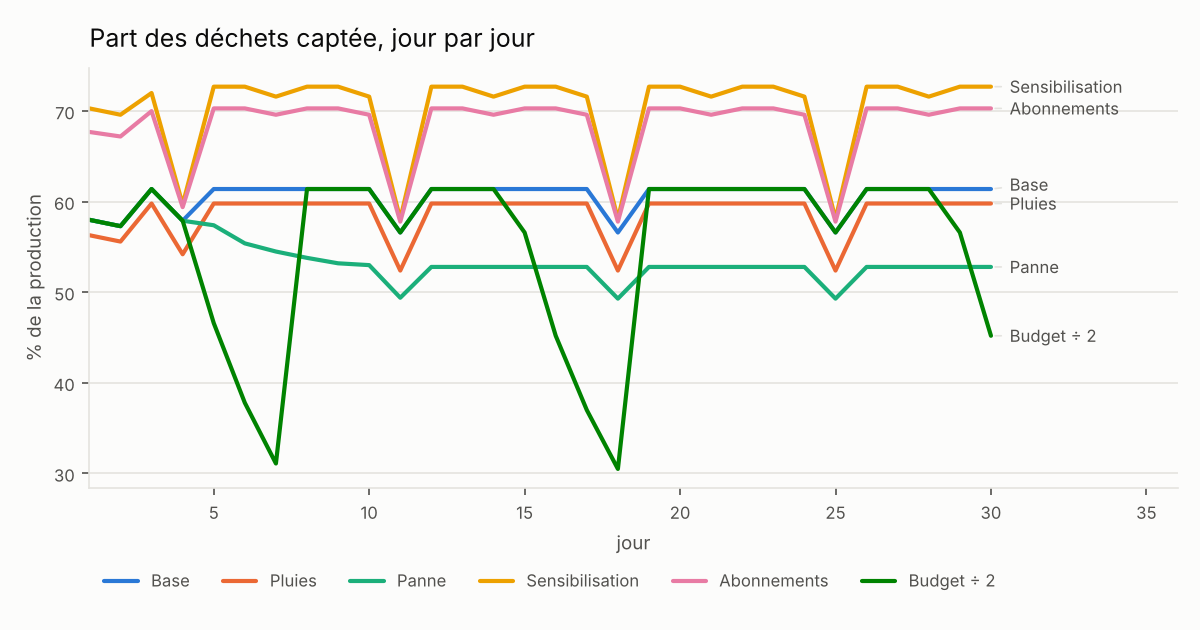 Part des déchets captée, jour par jour
% de la production
70
60
50
40
30
Sensibilisation
Abonnements
Base
Pluies
Panne
Budget ÷ 2
5 10 15 20 25 30 35
jour
Base Pluies Panne Sensibilisation Abonnements Budget ÷ 2